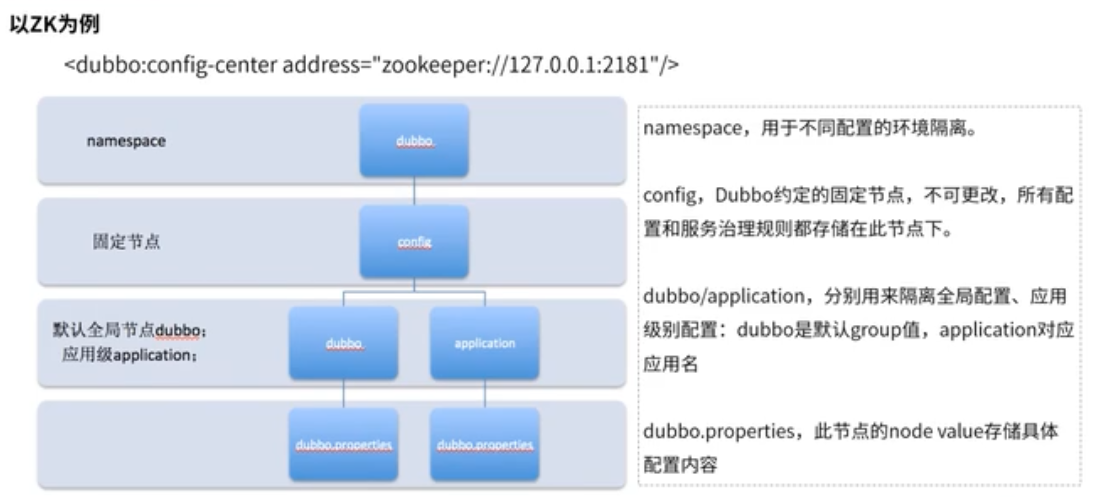 以ZK为例
<dubbo:config-center address="zookeeper://127.0.0.1:2181"/>
namespace
dubbo
固定节点
config
默认全局节点dubbo；
应用级application；
dubbo
application
dubbo.properties
dubbo.properties
namespace，用于不同配置的环境隔离。
config，Dubbo约定的固定节点，不可更改，所有配
置和服务治理规则都存储在此节点下。
dubbo/application，分别用来隔离全局配置、应用
级别配置：dubbo是默认group值，application对应
应用名
dubbo.properties，此节点的node value存储具体
配置内容